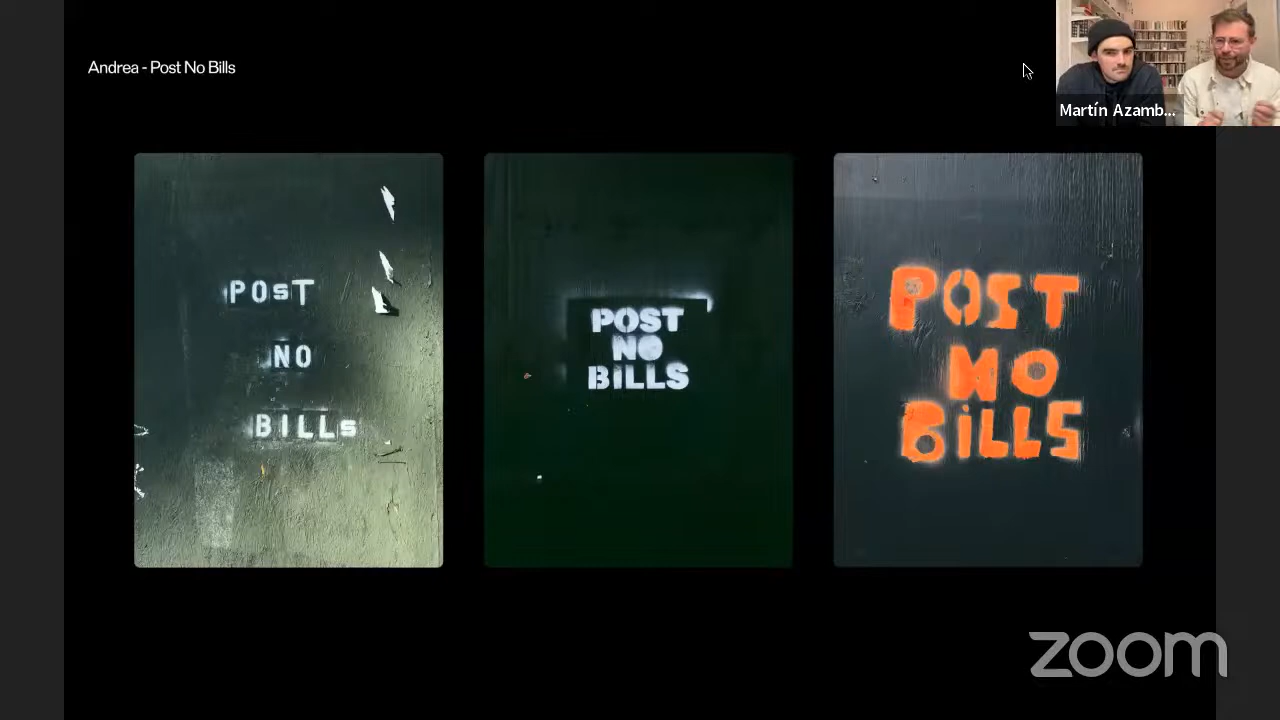 Andrea - Post No Bills
Martín Azamb...
POsT
NO
BILLs
POST
NO
BiLLS
POST
NO
BiLLS
zoom